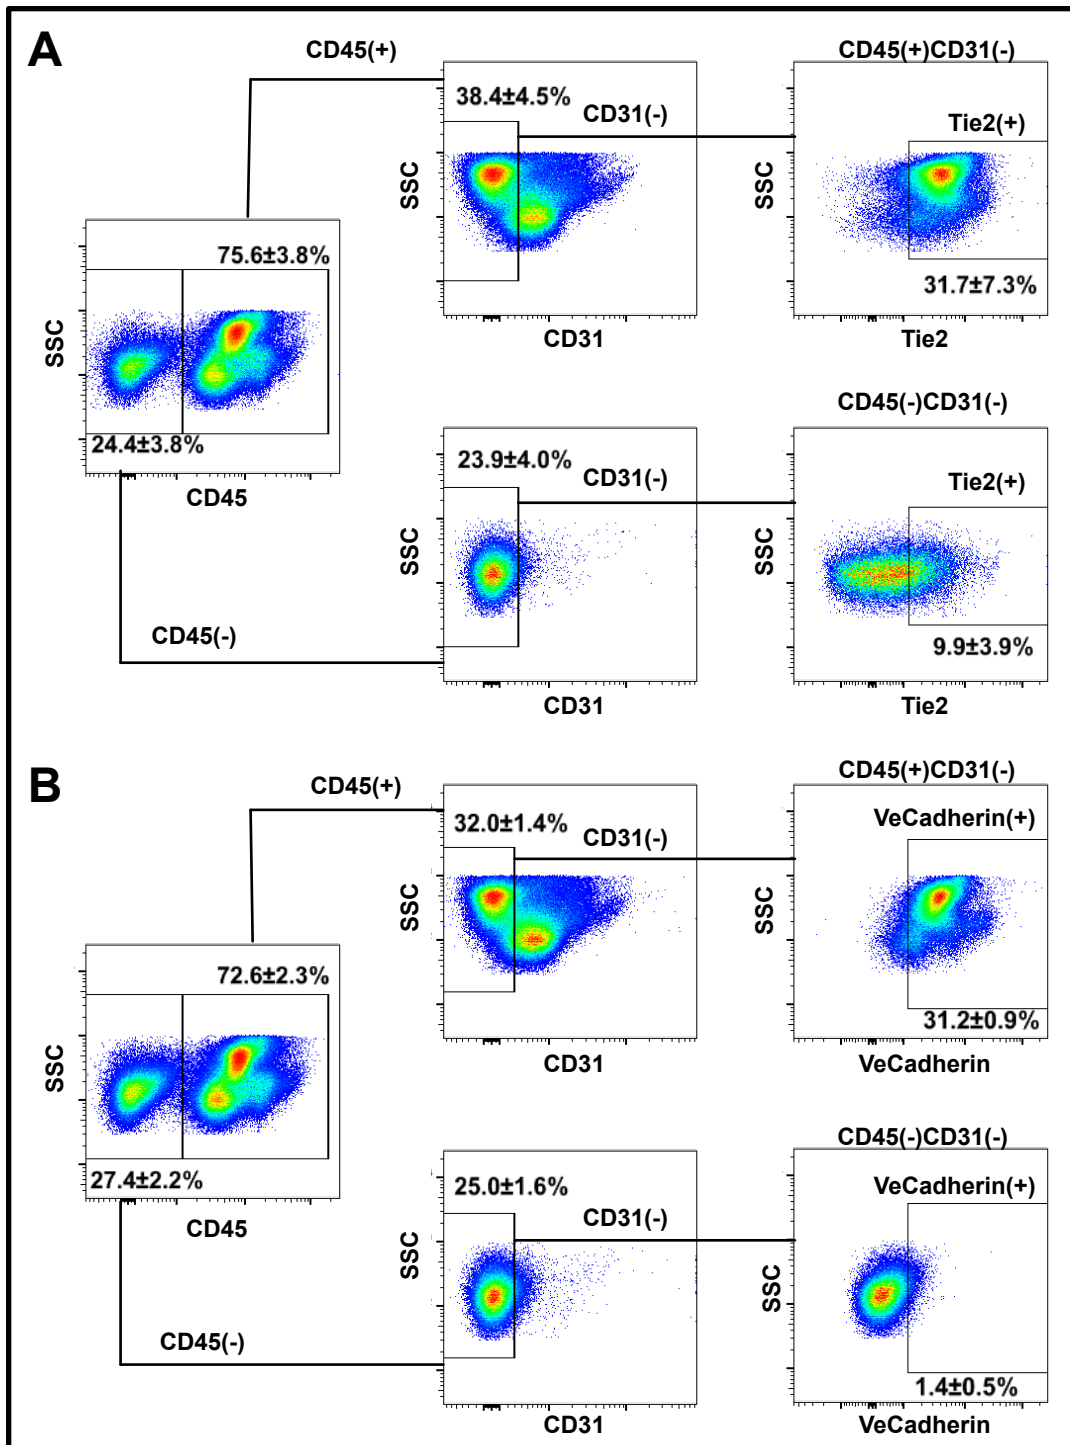 A
CD45(+)
CD45(+)CD31(-)
38.4±4.5%
CD31(-)
Tie2(+)
SSC
SSC
31.7±7.3%
CD31
Tie2
75.6±3.8%
SSC
24.4±3.8%
CD45
CD45(-)CD31(-)
23.9±4.0%
CD31(-)
Tie2(+)
SSC
SSC
CD45(-)
9.9±3.9%
CD31
Tie2
B
CD45(+)
CD45(+)CD31(-)
32.0±1.4%
CD31(-)
VeCadherin(+)
SSC
SSC
31.2±0.9%
CD31
VeCadherin
72.6±2.3%
SSC
27.4±2.2%
CD45
CD45(-)CD31(-)
25.0±1.6%
CD31(-)
VeCadherin(+)
SSC
SSC
CD45(-)
1.4±0.5%
CD31
VeCadherin